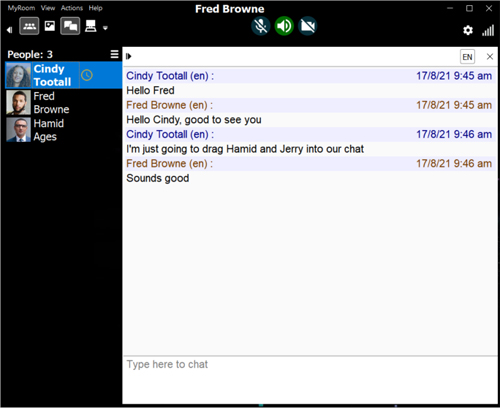 MyRoom View Actions Help
Fred Browne
People: 3
EN
Cindy Tootall
Fred Browne
Hamid Ages
Cindy Tootall (en) : 17/8/21 9:45 am
Hello Fred
Fred Browne (en) : 17/8/21 9:45 am
Hello Cindy, good to see you
Cindy Tootall (en) : 17/8/21 9:46 am
I'm just going to drag Hamid and Jerry into our chat
Fred Browne (en) : 17/8/21 9:46 am
Sounds good
Type here to chat